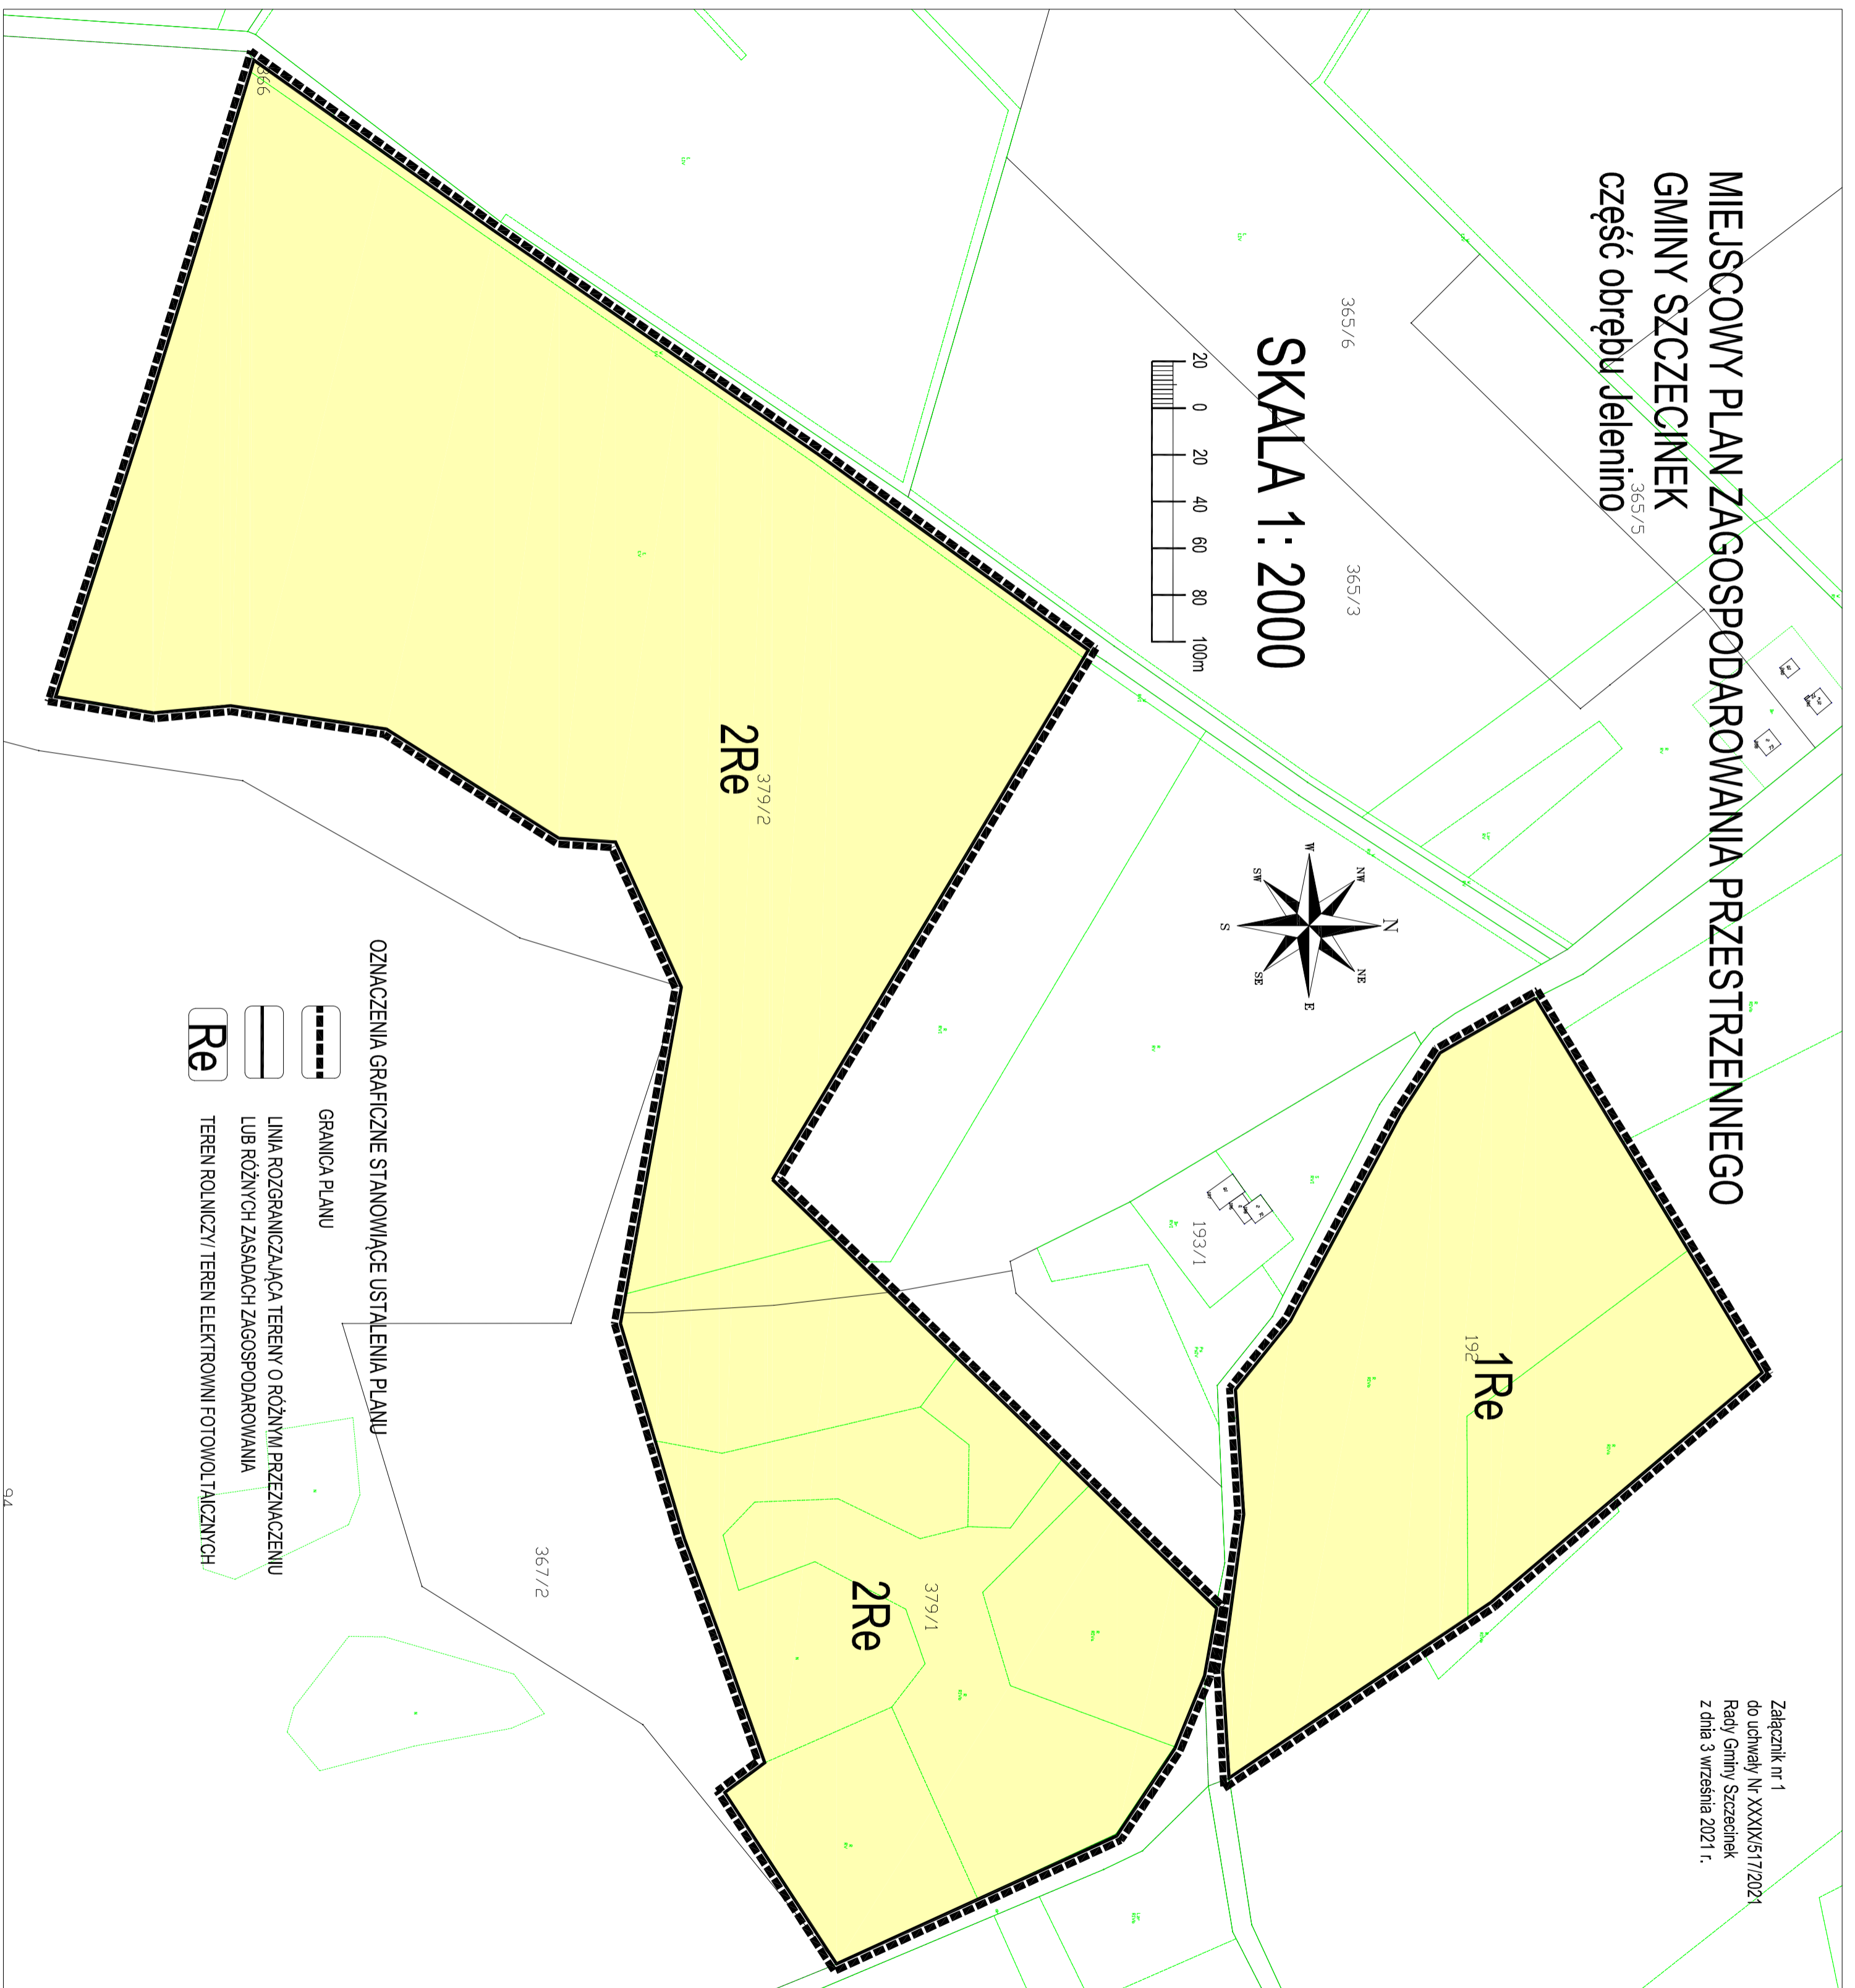 MIEJSCOWY PLAN ZAGOSPODAROWANIA PRZESTRZENNEGO
GMINY SZCZECINEK
część obrębu Jelenino
Załącznik nr 1
do uchwały Nr XXXIX/517/2021
Rady Gminy Szczecinek
z dnia 3 września 2021 r.
365/5
365/6
365/3
SKALA 1: 2000
20 0 20 40 60 80 100m
N
NE
E
SE
S
SW
W
NW
192
1Re
193/1
366
2Re
379/2
379/1
2Re
367/2
94
OZNACZENIA GRAFICZNE STANOWIĄCE USTALENIA PLANU
GRANICA PLANU
LINIA ROZGRANICZAJĄCA TERENY O RÓŻNYM PRZEZNACZENIU
LUB RÓŻNYCH ZASADACH ZAGOSPODAROWANIA
Re
TEREN ROLNICZY/ TEREN ELEKTROWNI FOTOWOLTAICZNYCH